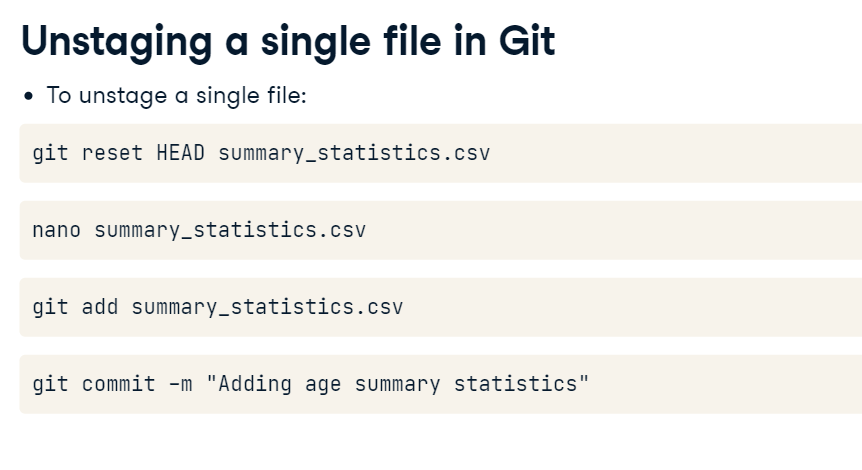 Unstaging a single file in Git
• To unstage a single file:
git reset HEAD summary_statistics.csv
nano summary_statistics.csv
git add summary_statistics.csv
git commit -m "Adding age summary statistics"